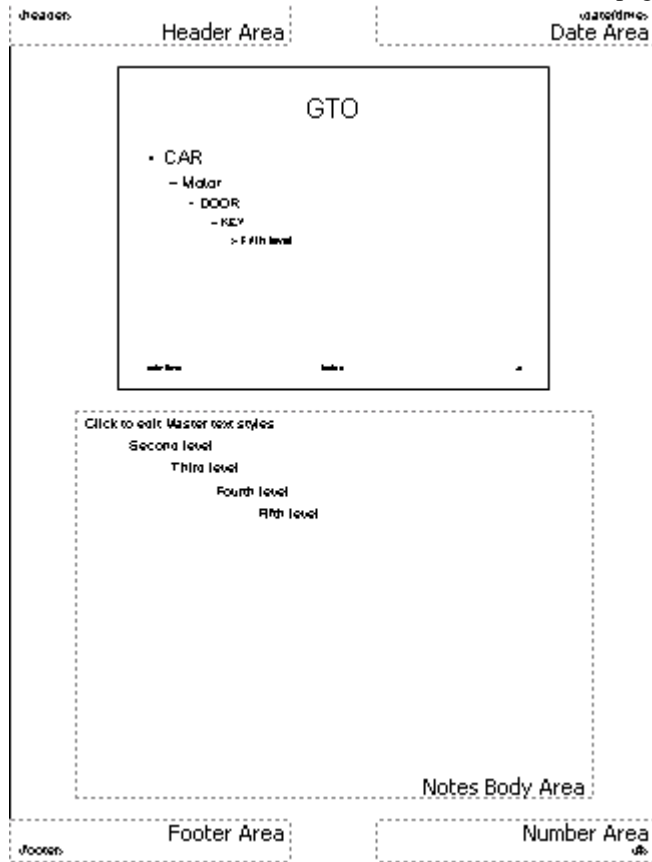 <header>
<date/time>
Header Area
Date Area
GTO
• CAR
– Motor
• DOOR
– KEY
» Fifth level
Click to edit Master text styles
Second level
Third level
Fourth level
Fifth level
Notes Body Area
Footer Area
Number Area
<footer>
<#>